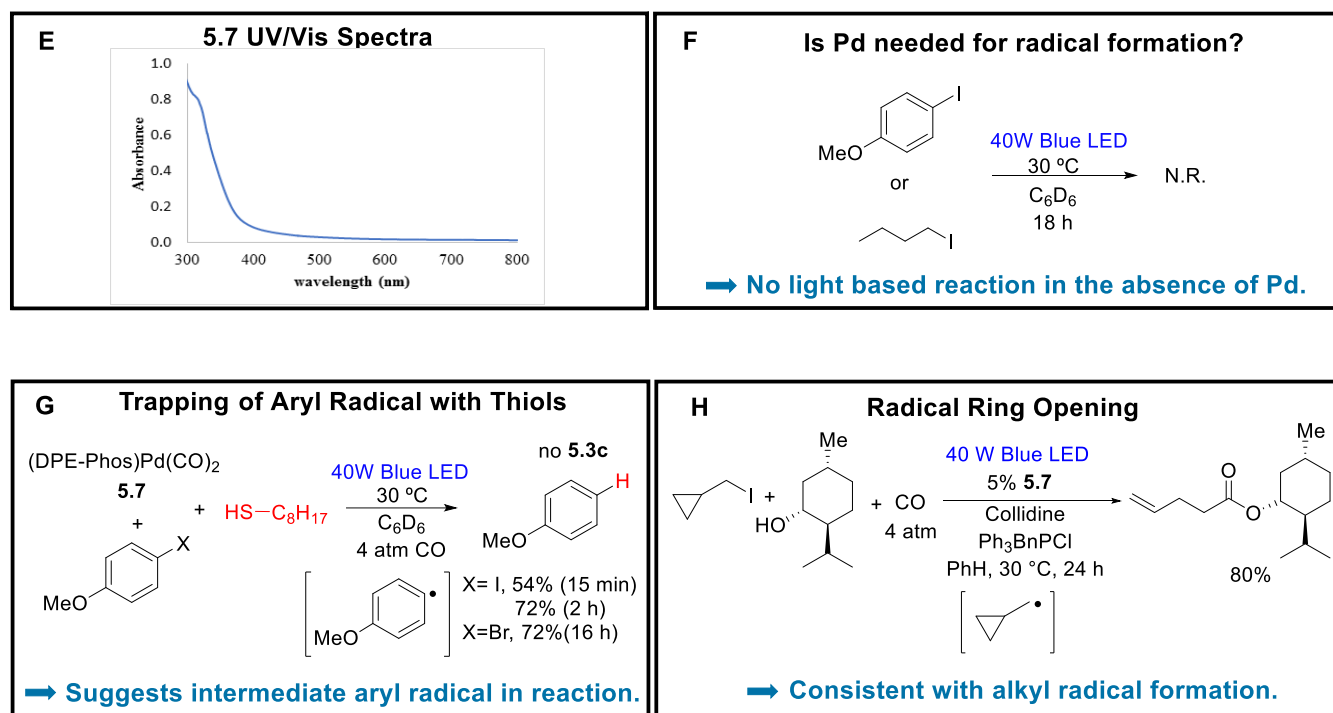 E
5.7 UV/Vis Spectra
Absorbance
1.0
0.8
0.6
0.4
0.2
0.0
300 400 500 600 700 800
wavelength (nm)
F
Is Pd needed for radical formation?
I
MeO
or
I
40W Blue LED
30 ºC
C6D6
18 h
N.R.
➡ No light based reaction in the absence of Pd.
G
Trapping of Aryl Radical with Thiols
(DPE-Phos)Pd(CO)2
5.7
+
X
MeO
+
HS—C8H17
40W Blue LED
30 ºC
C6D6
4 atm CO
MeO
no 5.3c
H
MeO
X= I, 54% (15 min)
72% (2 h)
X=Br, 72%(16 h)
➡ Suggests intermediate aryl radical in reaction.
H
Radical Ring Opening
I
+
Me
HO
+ CO
4 atm
40 W Blue LED
5% 5.7
Collidine
Ph3BnPCl
PhH, 30 °C, 24 h
O
O
Me
80%
➡ Consistent with alkyl radical formation.